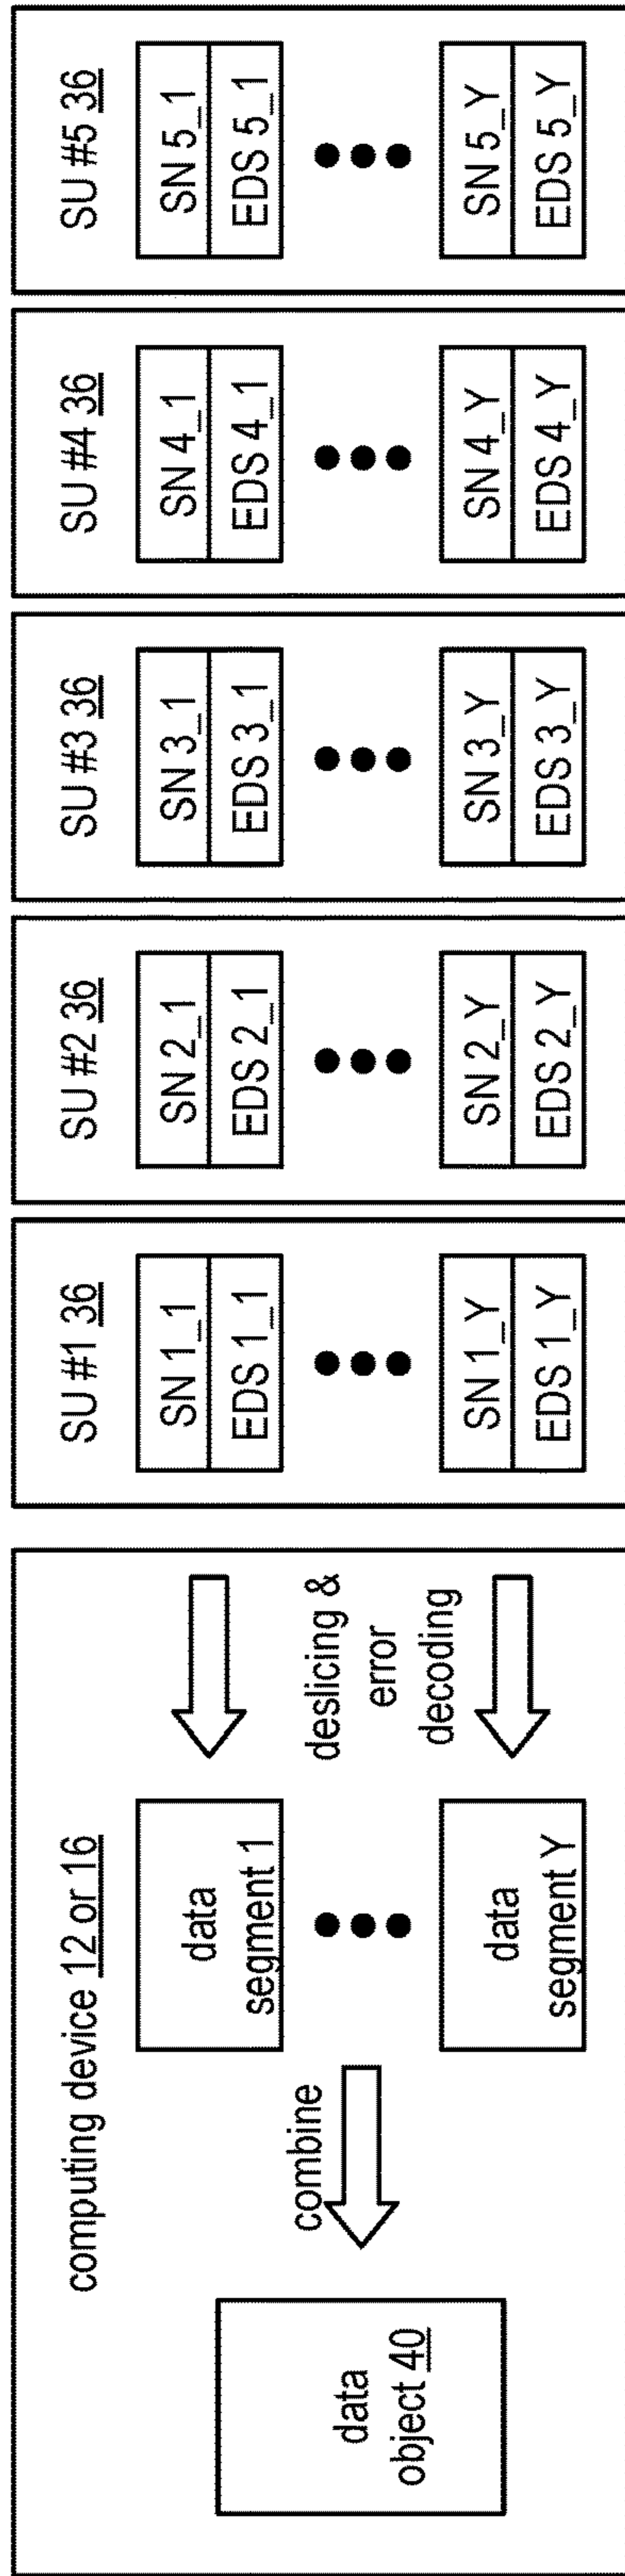 computing device 12 or 16
data
object 40
combine
data
segment 1
data
segment Y
deslicing &
error
decoding
SU #1 36
SN 1_1
EDS 1_1
SN 1_Y
EDS 1_Y
SU #2 36
SN 2_1
EDS 2_1
SN 2_Y
EDS 2_Y
SU #3 36
SN 3_1
EDS 3_1
SN 3_Y
EDS 3_Y
SU #4 36
SN 4_1
EDS 4_1
SN 4_Y
EDS 4_Y
SU #5 36
SN 5_1
EDS 5_1
SN 5_Y
EDS 5_Y